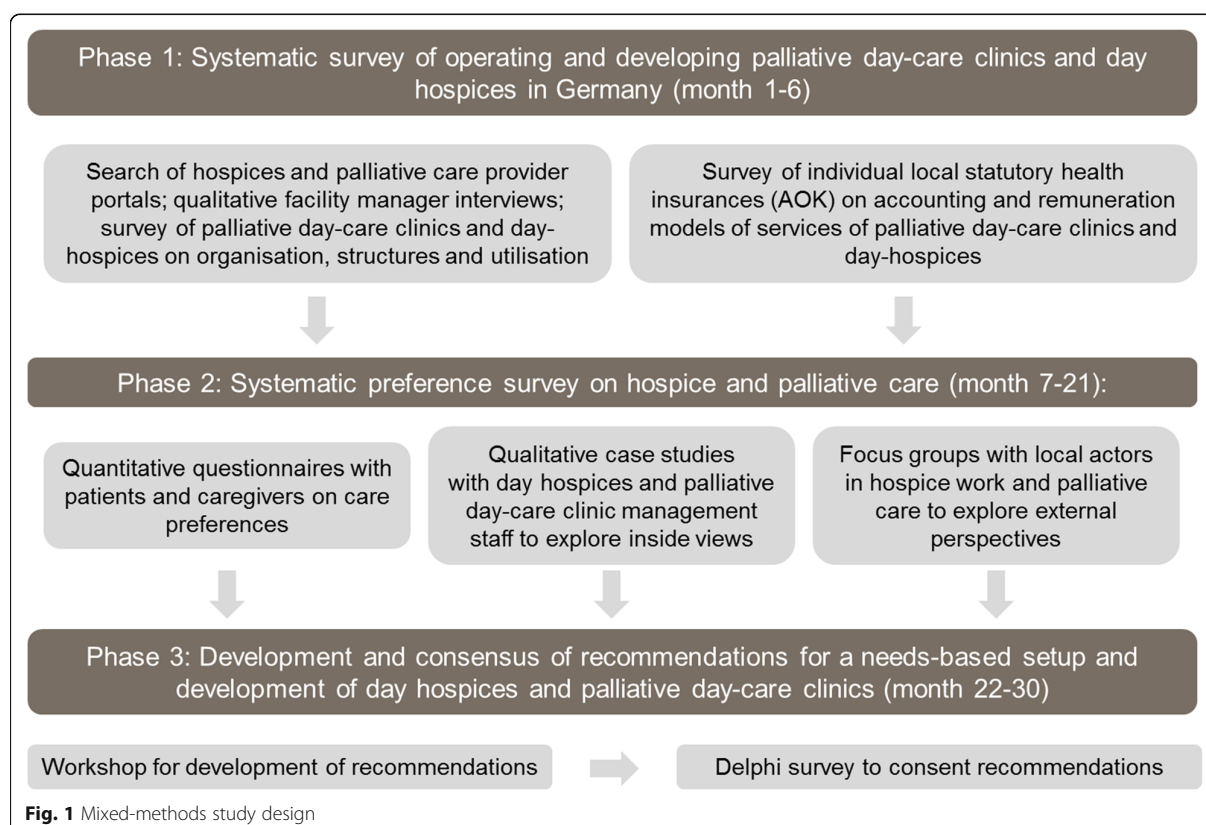 Phase 1: Systematic survey of operating and developing palliative day-care clinics and day
hospices in Germany (month 1-6)
Search of hospices and palliative care provider
portals; qualitative facility manager interviews;
survey of palliative day-care clinics and day-
hospices on organisation, structures and utilisation
Survey of individual local statutory health
insurances (AOK) on accounting and remuneration
models of services of palliative day-care clinics and
day-hospices
Phase 2: Systematic preference survey on hospice and palliative care (month 7-21):
Quantitative questionnaires with
patients and caregivers on care
preferences
Qualitative case studies
with day hospices and palliative
day-care clinic management
staff to explore inside views
Focus groups with local actors
in hospice work and palliative
care to explore external
perspectives
Phase 3: Development and consensus of recommendations for a needs-based setup and
development of day hospices and palliative day-care clinics (month 22-30)
Workshop for development of recommendations
Delphi survey to consent recommendations
Fig. 1 Mixed-methods study design